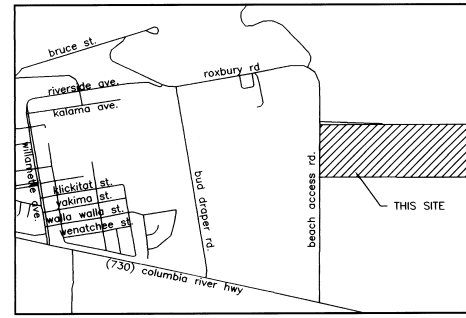 bruce st.
riverside ave.
roxbury rd
kalama ave.
willamette ave.
klickitat st.
yakima st.
walla walla st.
wenatchee st.
bud draper rd.
beach access rd.
THIS SITE
(730) columbia river hwy